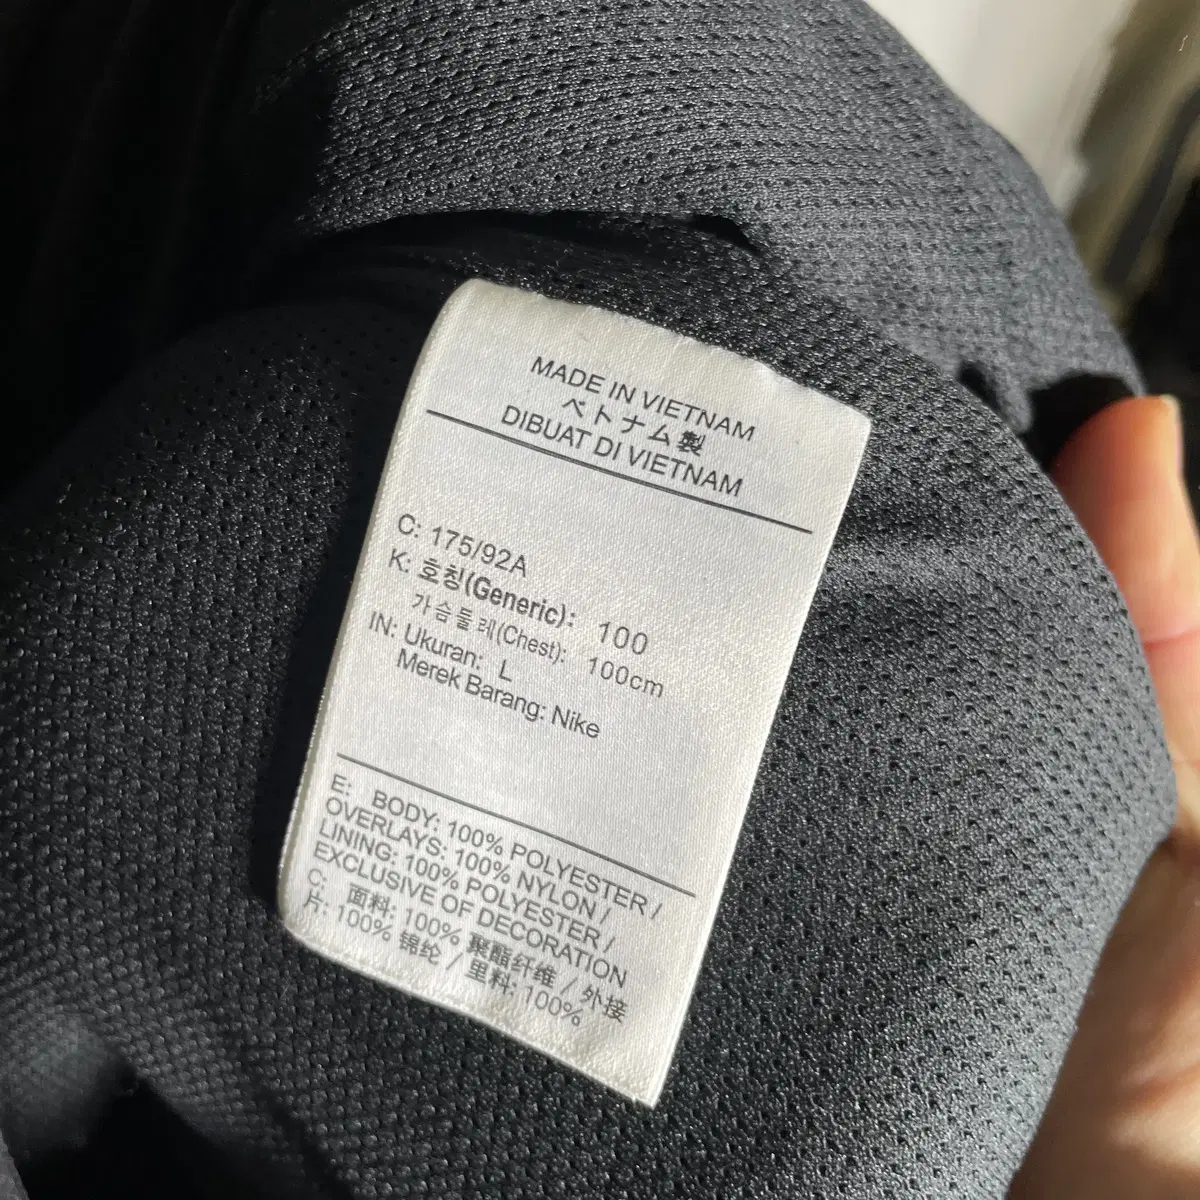 MADE IN VIETNAM
ベトナム製
DIBUAT DI VIETNAM
C: 175/92A
K: 호칭(Generic): 100
가슴둘레(Chest): 100cm
IN: Ukuran: L
Merek Barang: Nike
E: BODY: 100% POLYESTER /
OVERLAYS: 100% NYLON /
LINING: 100% POLYESTER /
EXCLUSIVE OF DECORATION
C: 面料: 100% 聚酯纤维 / 外接
片: 100% 锦纶 / 里料: 100%